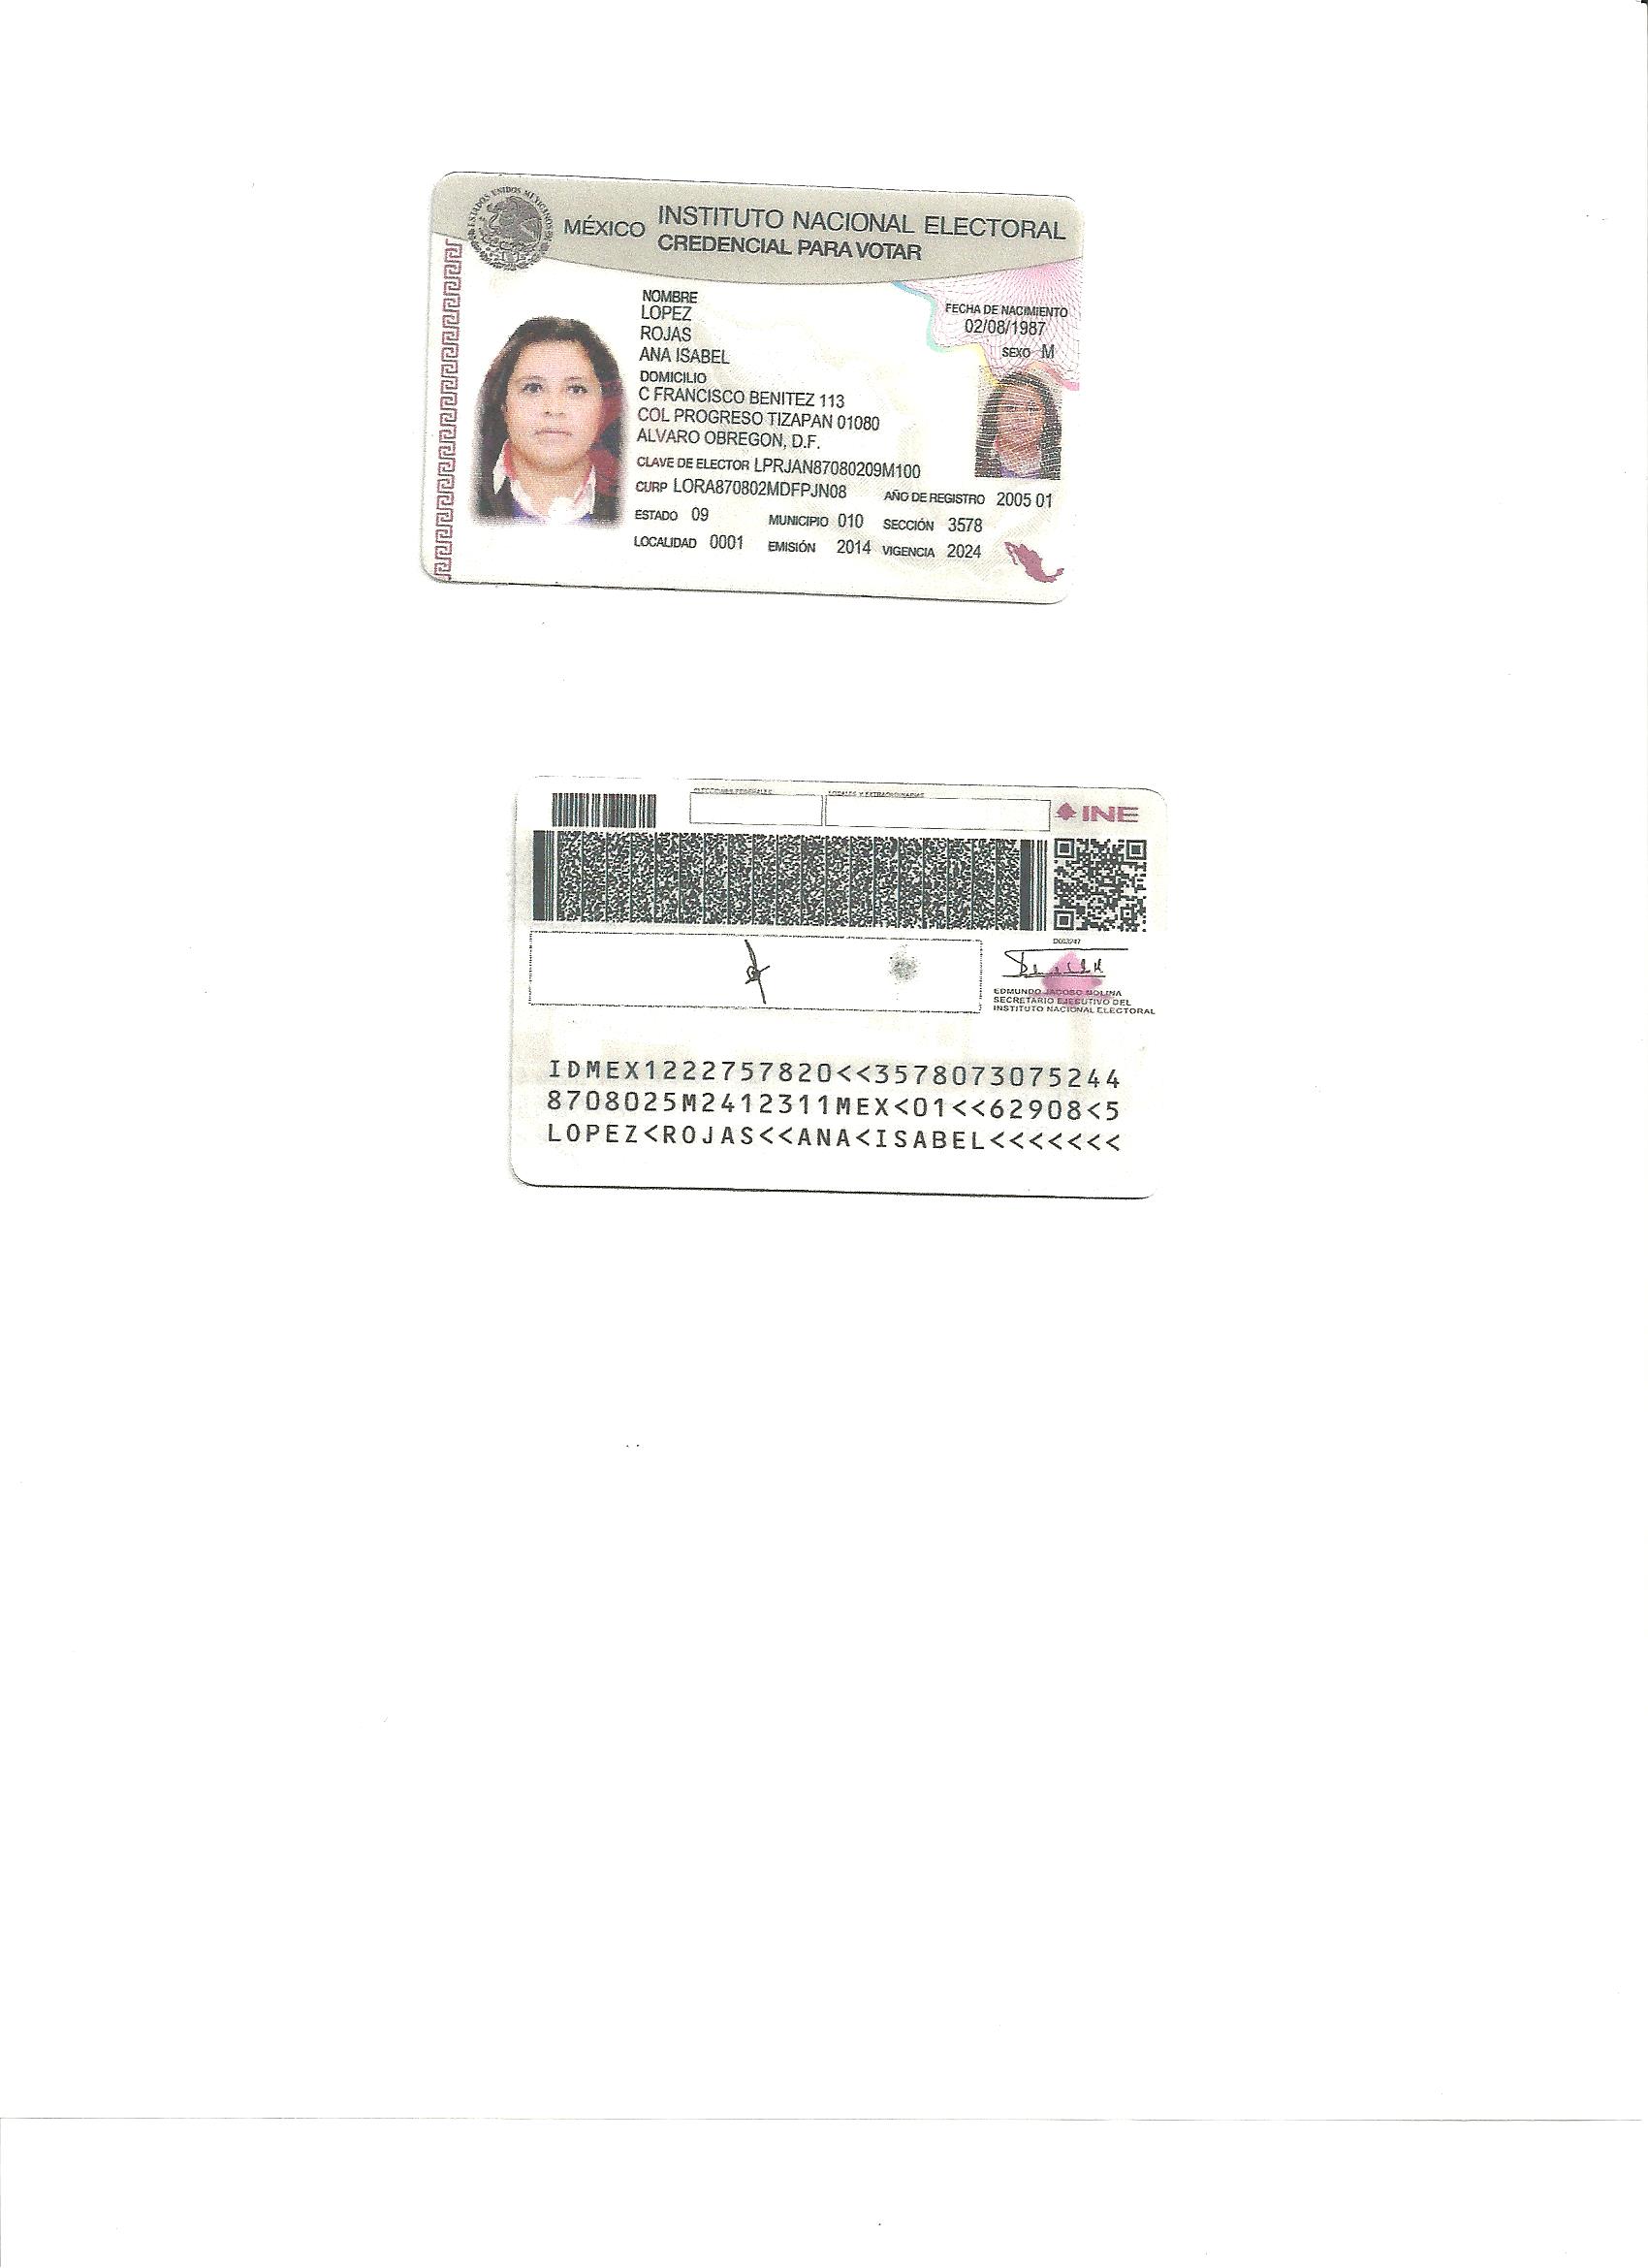 ESTADOS UNIDOS MEXICANOS
MÉXICO INSTITUTO NACIONAL ELECTORAL
CREDENCIAL PARA VOTAR
NOMBRE
LOPEZ
ROJAS
ANA ISABEL
FECHA DE NACIMIENTO
02/08/1987
SEXO M
DOMICILIO
C FRANCISCO BENITEZ 113
COL PROGRESO TIZAPAN 01080
ALVARO OBREGON, D.F.
CLAVE DE ELECTOR LPRJAN87080209M100
CURP LORA870802MDFPJN08 AÑO DE REGISTRO 2005 01
ESTADO 09 MUNICIPIO 010 SECCIÓN 3578
LOCALIDAD 0001 EMISIÓN 2014 VIGENCIA 2024
ELECCIONES FEDERALES LOCALES Y EXTRAORDINARIAS
INE
EDMUNDO JACOBO MOLINA
SECRETARIO EJECUTIVO DEL
INSTITUTO NACIONAL ELECTORAL
IDMEX1222757820<<3578073075244
8708025M2412311MEX<01<<62908<5
LOPEZ<ROJAS<<ANA<ISABEL<<<<<<<